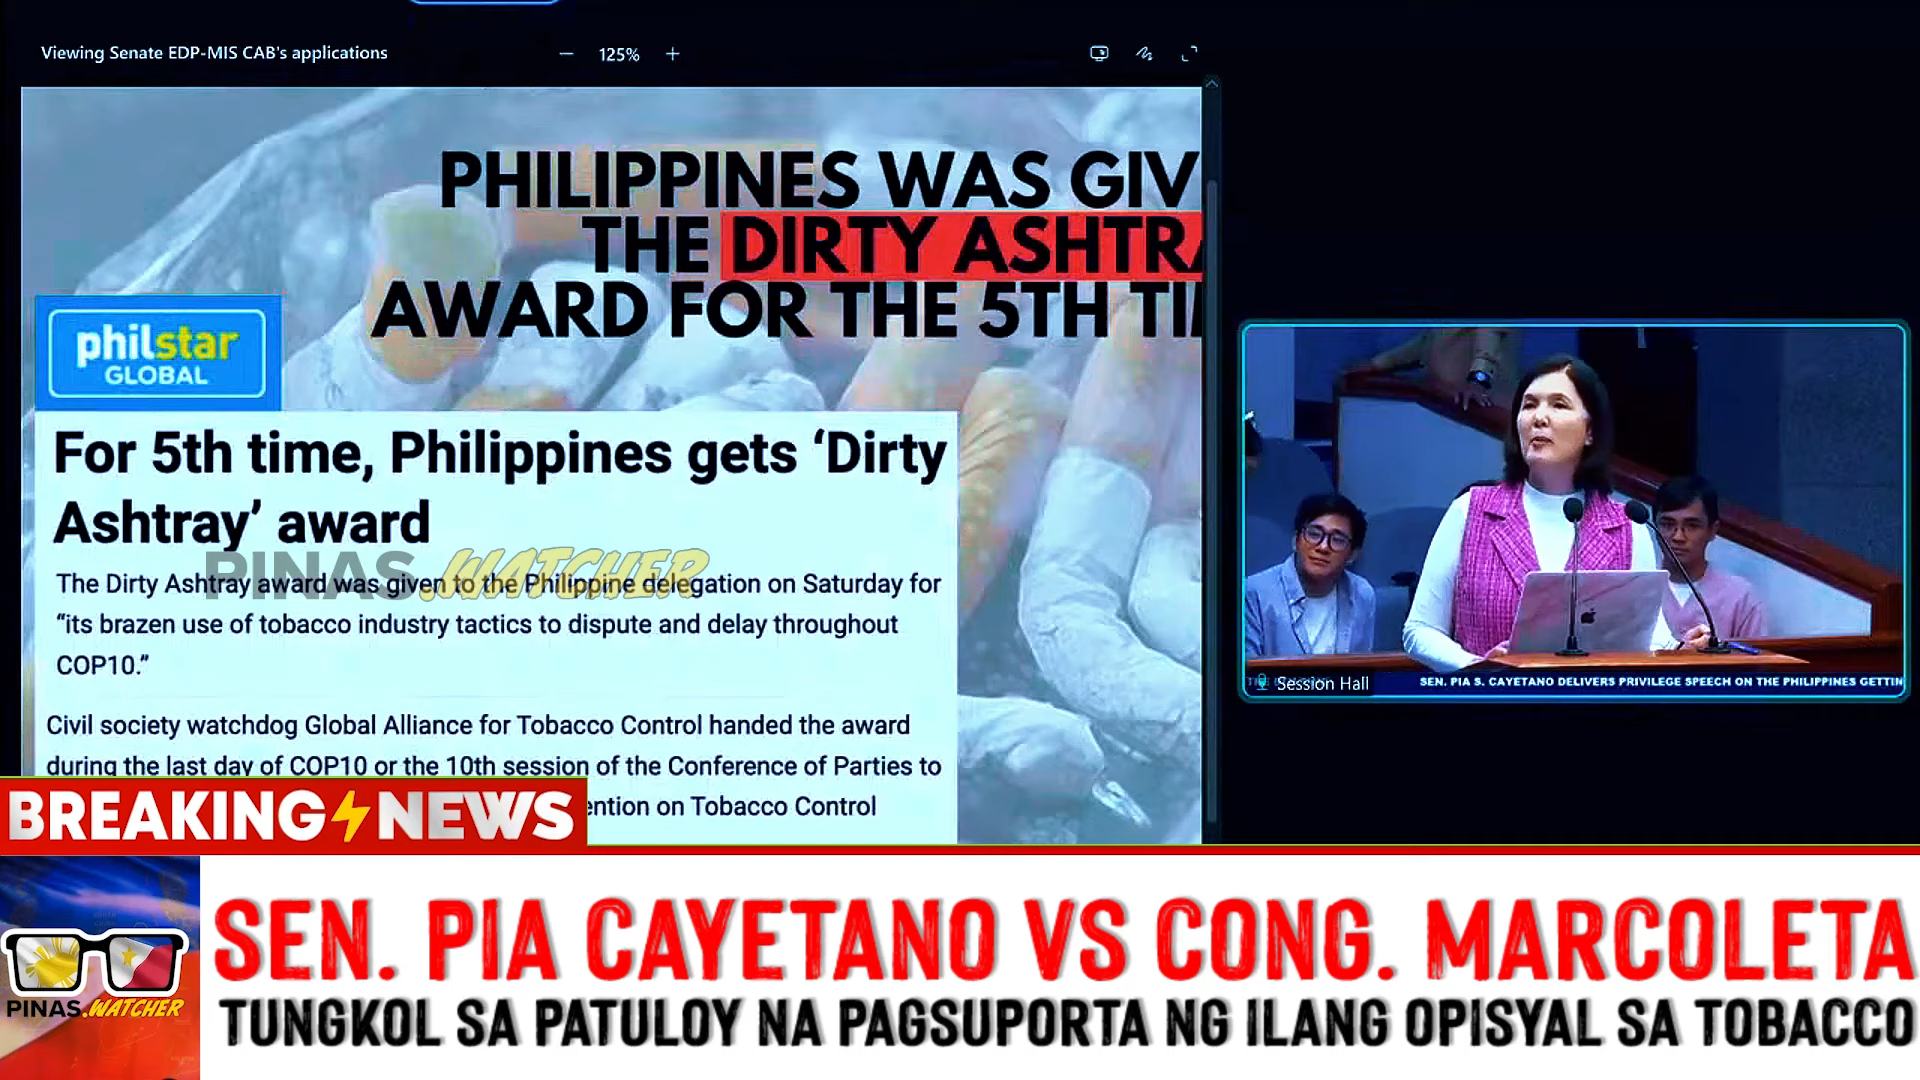 Viewing Senate EDP-MIS CAB's applications
125%
PHILIPPINES WAS GIV
THE DIRTY ASHTRA
AWARD FOR THE 5TH TI
philstar
GLOBAL
For 5th time, Philippines gets ‘Dirty
Ashtray’ award
PINAS.WATCHER
The Dirty Ashtray award was given to the Philippine delegation on Saturday for
“its brazen use of tobacco industry tactics to dispute and delay throughout
COP10.”
Civil society watchdog Global Alliance for Tobacco Control handed the award
during the last day of COP10 or the 10th session of the Conference of Parties to
ention on Tobacco Control
Session Hall
SEN. PIA S. CAYETANO DELIVERS PRIVILEGE SPEECH ON THE PHILIPPINES GETTIN
BREAKING NEWS
SEN. PIA CAYETANO VS CONG. MARCOLETA
TUNGKOL SA PATULOY NA PAGSUPORTA NG ILANG OPISYAL SA TOBACCO
PINAS.WATCHER